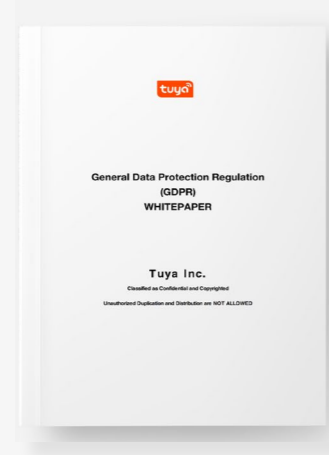 tuya
General Data Protection Regulation
(GDPR)
WHITEPAPER
Tuya Inc.
Classified as Confidential and Copyrighted
Unauthorized Duplication and Distribution are NOT ALLOWED